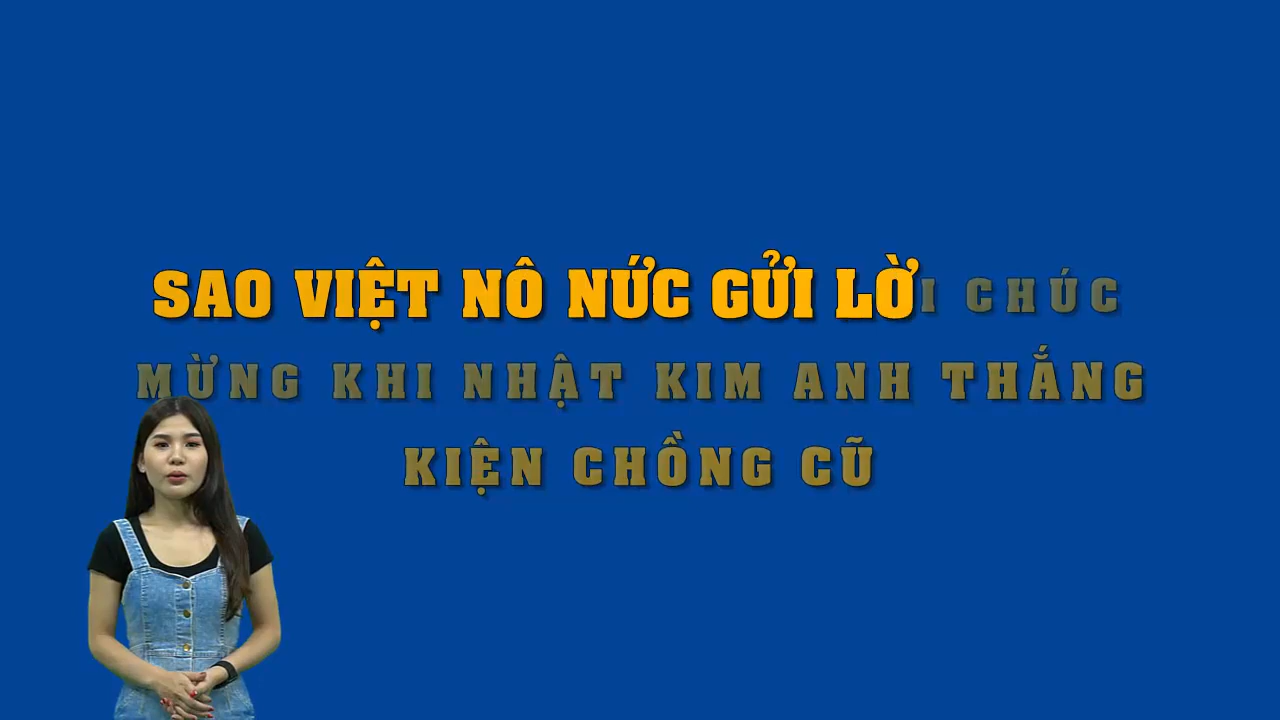 SAO VIỆT NÔ NỨC GỬI LỜI CHÚC
MỪNG KHI NHẬT KIM ANH THẮNG
KIỆN CHỒNG CŨ